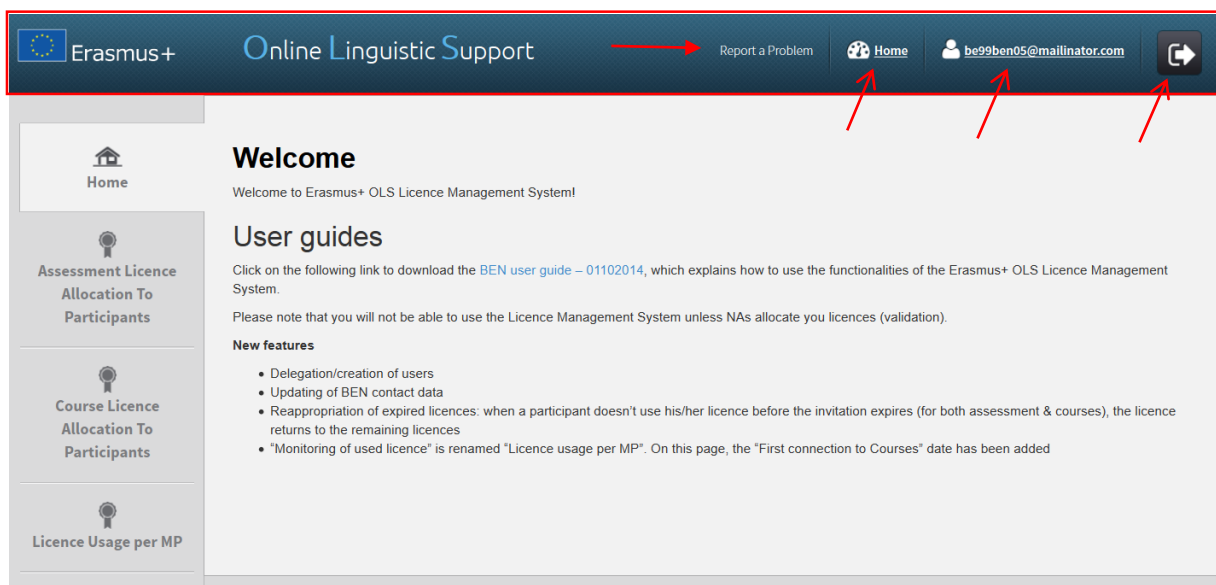 Erasmus+
Online Linguistic Support
Report a Problem
Home
be99ben05@mailinator.com
Home
Assessment Licence
Allocation To
Participants
Course Licence
Allocation To
Participants
Licence Usage per MP
Welcome
Welcome to Erasmus+ OLS Licence Management System!
User guides
Click on the following link to download the BEN user guide – 01102014, which explains how to use the functionalities of the Erasmus+ OLS Licence Management
System.
Please note that you will not be able to use the Licence Management System unless NAs allocate you licences (validation).
New features
• Delegation/creation of users
• Updating of BEN contact data
• Reappropriation of expired licences: when a participant doesn't use his/her licence before the invitation expires (for both assessment & courses), the licence
returns to the remaining licences
• "Monitoring of used licence" is renamed "Licence usage per MP". On this page, the "First connection to Courses" date has been added